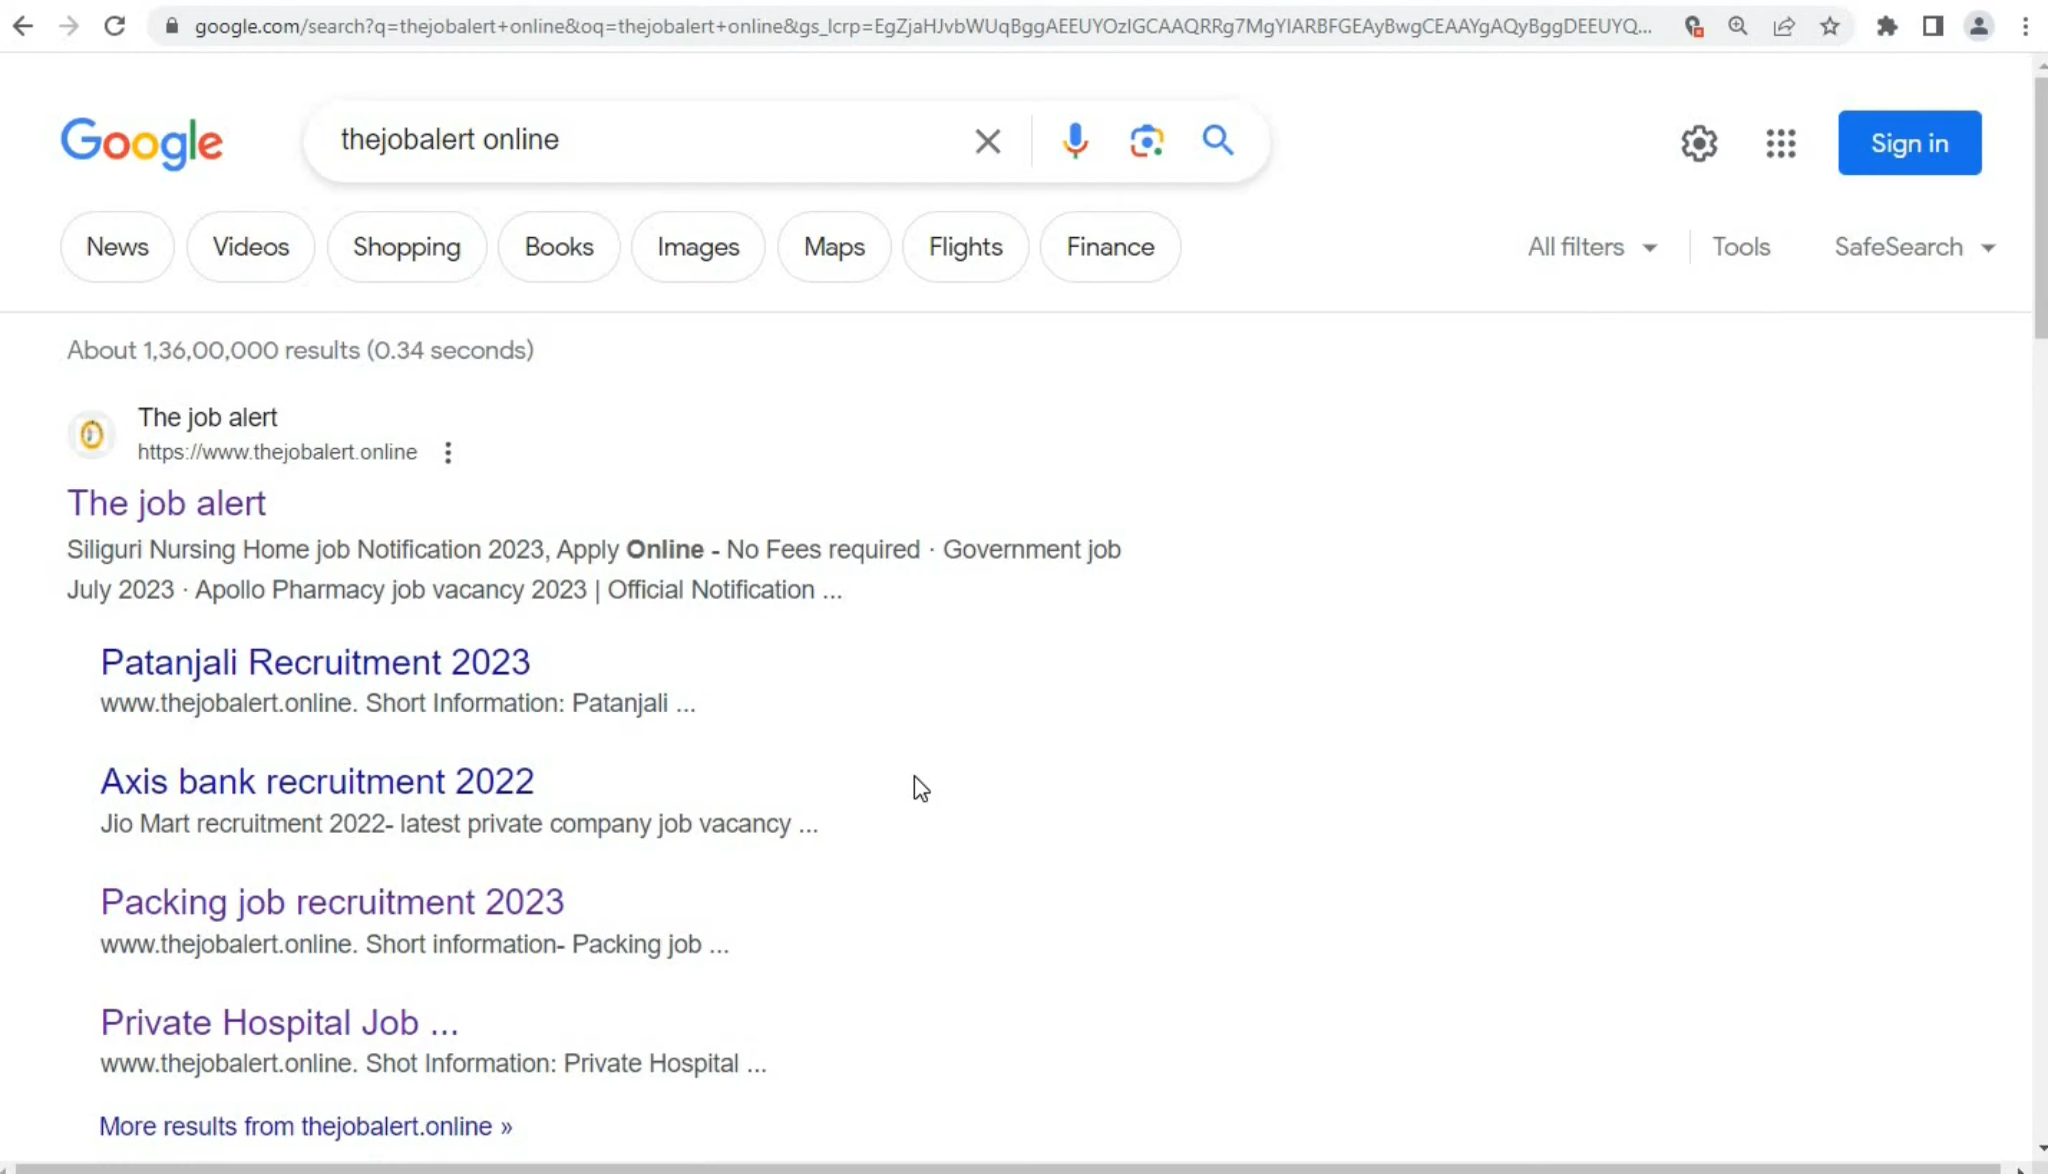 google.com/search?q=thejobalert+online&oq=thejobalert+online&gs_lcrp=EgZjaHJvbWUqBggAEEUYOzIGCAAQRRg7MgYIARBFGEAyBwgCEAAYgAQyBggDEEUYQ...
Google
thejobalert online
Sign in
News Videos Shopping Books Images Maps Flights Finance All filters Tools SafeSearch
About 1,36,00,000 results (0.34 seconds)
The job alert
https://www.thejobalert.online
The job alert
Siliguri Nursing Home job Notification 2023, Apply Online - No Fees required · Government job
July 2023 · Apollo Pharmacy job vacancy 2023 | Official Notification ...
Patanjali Recruitment 2023
www.thejobalert.online. Short Information: Patanjali ...
Axis bank recruitment 2022
Jio Mart recruitment 2022- latest private company job vacancy ...
Packing job recruitment 2023
www.thejobalert.online. Short information- Packing job ...
Private Hospital Job ...
www.thejobalert.online. Shot Information: Private Hospital ...
More results from thejobalert.online »